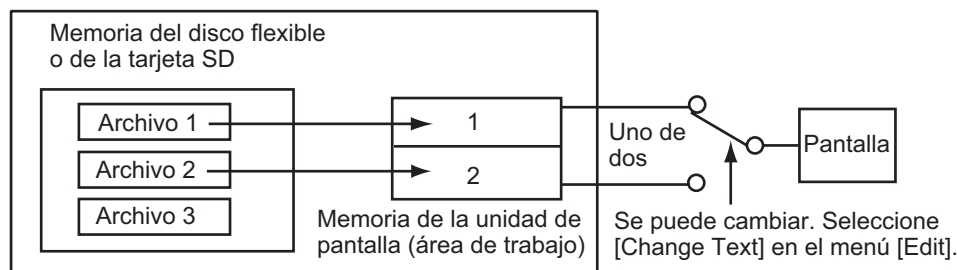 Memoria del disco flexible
o de la tarjeta SD
Archivo 1
Archivo 2
Archivo 3
1
2
Memoria de la unidad de
pantalla (área de trabajo)
Uno de
dos
Pantalla
Se puede cambiar. Seleccione
[Change Text] en el menú [Edit].